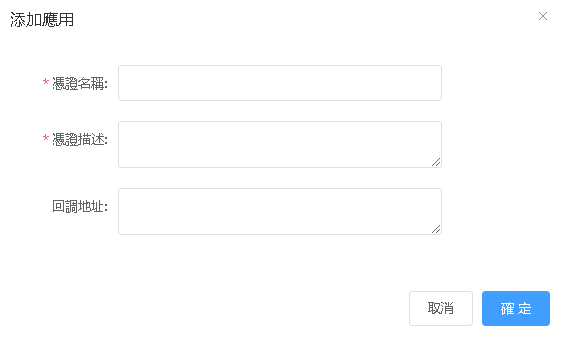 添加應用
* 憑證名稱:
* 憑證描述:
回調地址:
取消
確 定